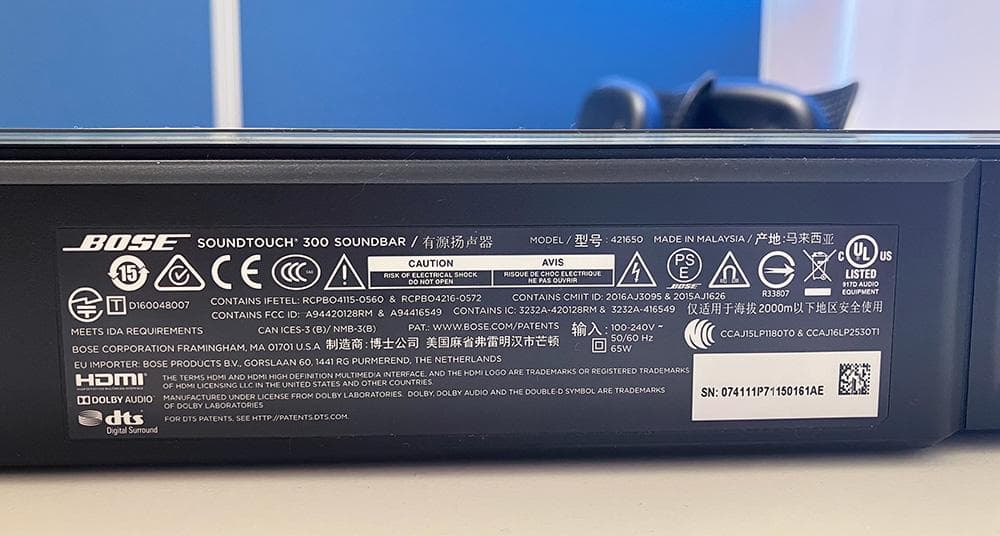 BOSE SOUNDTOUCH® 300 SOUNDBAR / 有源扬声器 MODEL / 型号: 421650 MADE IN MALAYSIA / 产地: 马来西亚
15 CE CCC CAUTION AVIS PSE c UL US
RISK OF ELECTRICAL SHOCK RISQUE DE CHOC ELECTRIQUE BOSE R33807 LISTED
DO NOT OPEN NE PAS OUVRIR 917D AUDIO
EQUIPMENT
T D160048007 CONTAINS IFETEL: RCPBO4115-0560 & RCPBO4216-0572 CONTAINS CMIIT ID: 2016AJ3095 & 2015AJ1626
CONTAINS FCC ID: A94420128RM & A94416549 CONTAINS IC: 3232A-420128RM & 3232A-416549 仅适用于海拔2000m以下地区安全使用
MEETS IDA REQUIREMENTS CAN ICES-3 (B)/ NMB-3(B) PAT.: WWW.BOSE.COM/PATENTS 输入: 100-240V ~
50/60 Hz
65W
CCAJ15LP1180T0 & CCAJ16LP2530T1
BOSE CORPORATION FRAMINGHAM, MA 01701 U.S.A 制造商: 博士公司 美国麻省弗雷明汉市芒顿
EU IMPORTER: BOSE PRODUCTS B.V., GORSLAAN 60, 1441 RG PURMEREND, THE NETHERLANDS
HDMI THE TERMS HDMI AND HDMI HIGH DEFINITION MULTIMEDIA INTERFACE, AND THE HDMI LOGO ARE TRADEMARKS OR REGISTERED TRADEMARKS
OF HDMI LICENSING LLC IN THE UNITED STATES AND OTHER COUNTRIES.
DOLBY AUDIO MANUFACTURED UNDER LICENSE FROM DOLBY LABORATORIES. DOLBY, DOLBY AUDIO AND THE DOUBLE-D SYMBOL ARE TRADEMARKS
OF DOLBY LABORATORIES
dts FOR DTS PATENTS, SEE HTTP://PATENTS.DTS.COM.
Digital Surround
SN: 074111P71150161AE